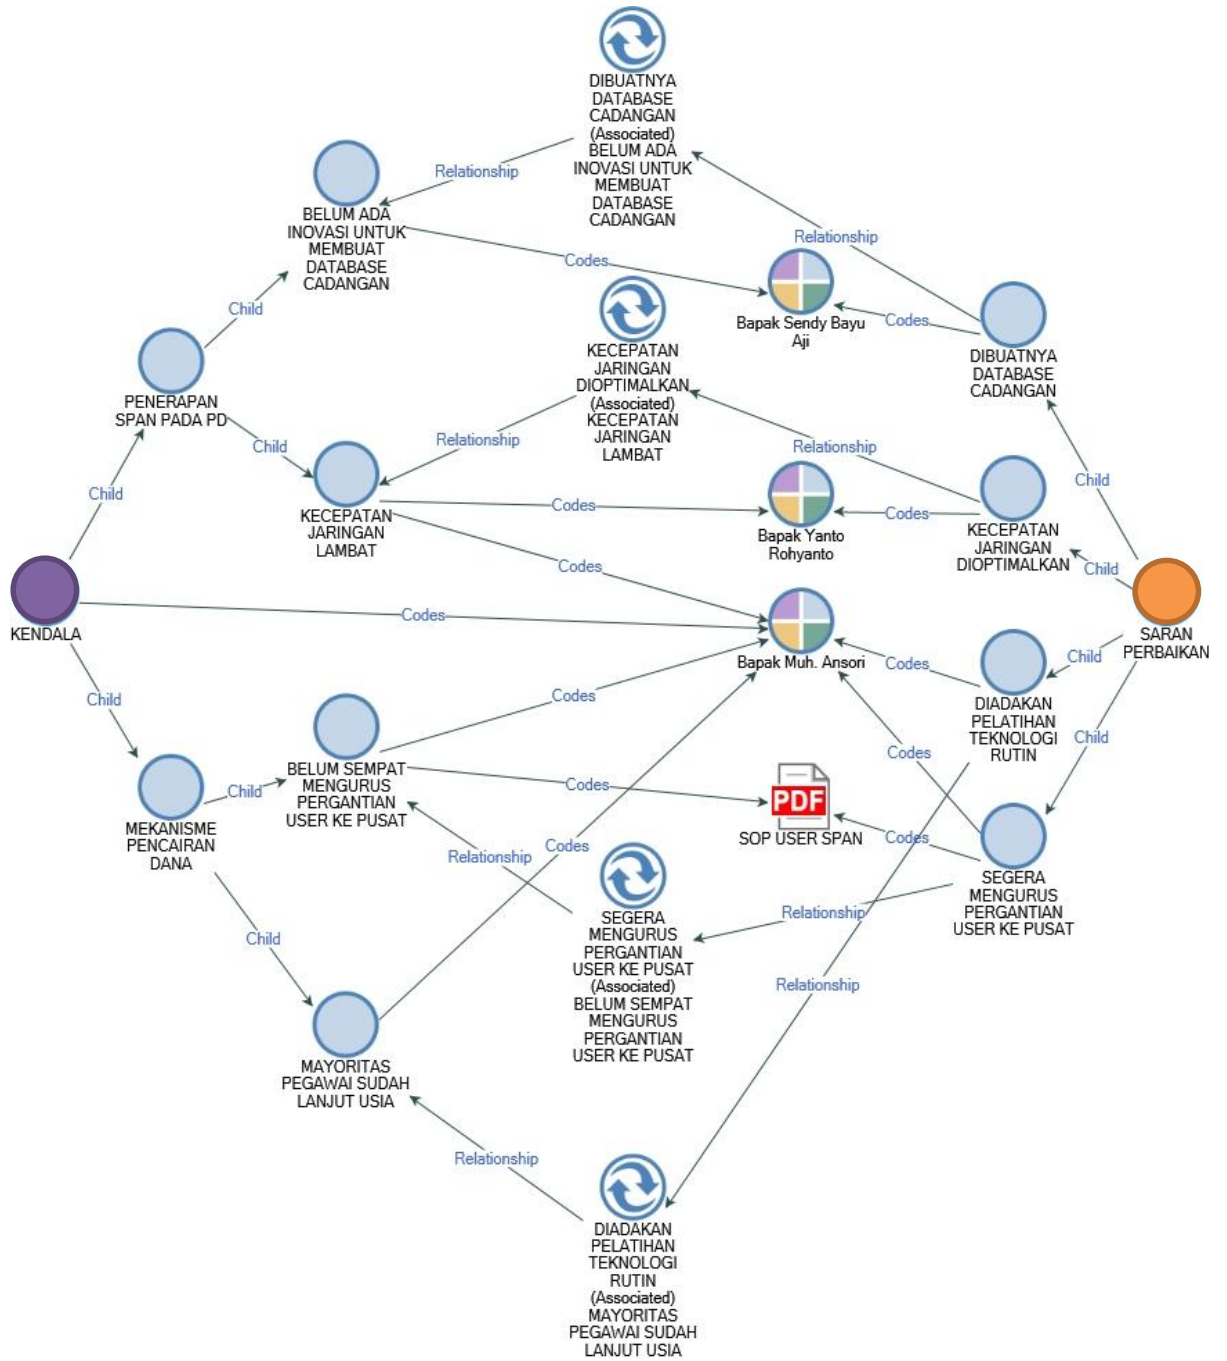 DIBUATNYA
DATABASE
CADANGAN
(Associated)
BELUM ADA
INOVASI UNTUK
MEMBUAT
DATABASE
CADANGAN
Relationship
BELUM ADA
INOVASI UNTUK
MEMBUAT
DATABASE
CADANGAN
Relationship
Codes
Bapak Sendy Bayu
Aji
Codes
Child
DIBUATNYA
DATABASE
CADANGAN
KECEPATAN
JARINGAN
DIOPTIMALKAN
(Associated)
KECEPATAN
JARINGAN
LAMBAT
PENERAPAN
SPAN PADA PD
Child
Relationship
Relationship
Child
Child
KECEPATAN
JARINGAN
LAMBAT
Codes
Bapak Yanto
Rohyanto
Codes
KECEPATAN
JARINGAN
DIOPTIMALKAN
Codes
Child
KENDALA
Codes
SARAN
PERBAIKAN
Bapak Muh. Ansori
Codes
Child
Child
Codes
DIADAKAN
PELATIHAN
TEKNOLOGI
RUTIN
Child
Codes
BELUM SEMPAT
MENGURUS
PERGANTIAN
USER KE PUSAT
Child
Codes
PDF
SOP USER SPAN
Codes
MEKANISME
PENCAIRAN
DANA
Relationship
Codes
SEGERA
MENGURUS
PERGANTIAN
USER KE PUSAT
Relationship
SEGERA
MENGURUS
PERGANTIAN
USER KE PUSAT
(Associated)
BELUM SEMPAT
MENGURUS
PERGANTIAN
USER KE PUSAT
Child
Relationship
MAYORITAS
PEGAWAI SUDAH
LANJUT USIA
Relationship
DIADAKAN
PELATIHAN
TEKNOLOGI
RUTIN
(Associated)
MAYORITAS
PEGAWAI SUDAH
LANJUT USIA